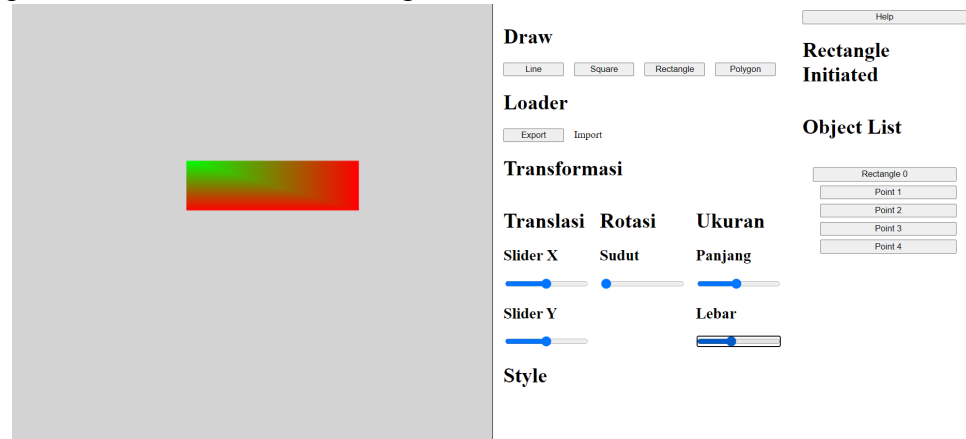 Draw
Line Square Rectangle Polygon
Loader
Export Import
Transformasi
Translasi Rotasi Ukuran
Slider X Sudut Panjang
Slider Y Lebar
Style
Help
Rectangle
Initiated
Object List
Rectangle 0
Point 1
Point 2
Point 3
Point 4